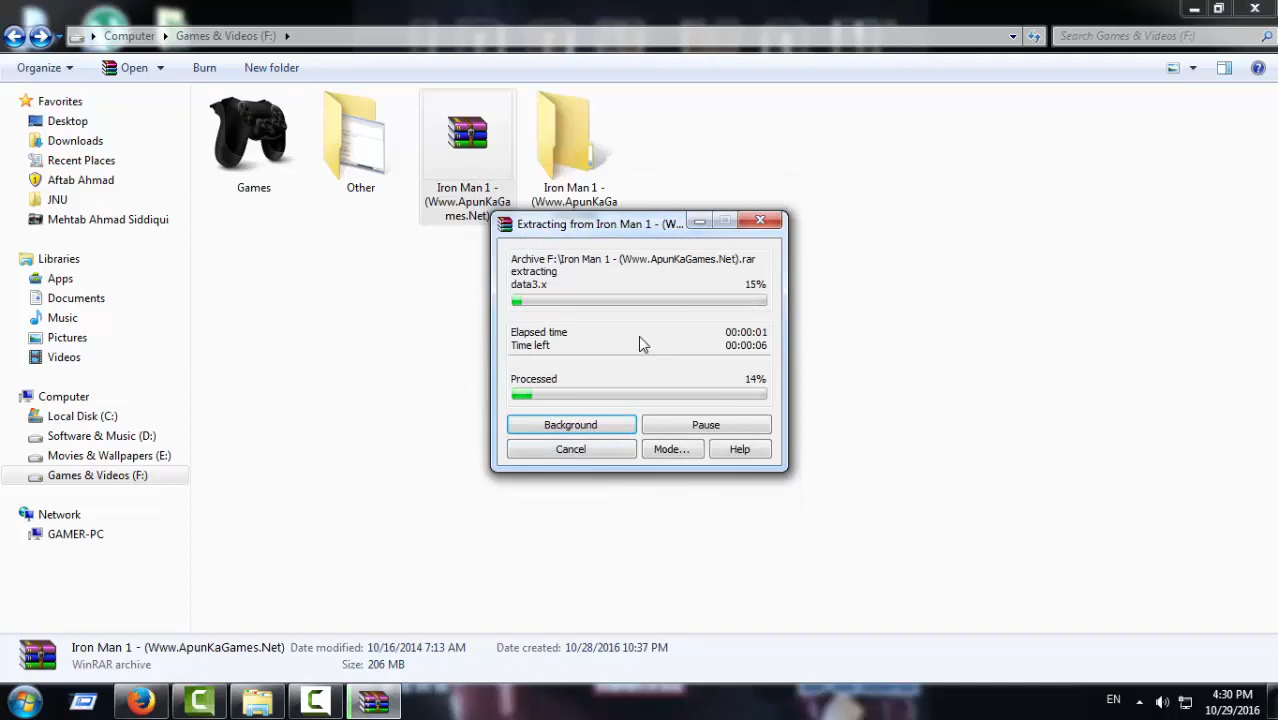 Computer
Games & Videos (F:)
Search Games & Videos (F:)
Organize
Open
Burn
New folder
Favorites
Desktop
Downloads
Recent Places
Aftab Ahmad
JNU
Mehtab Ahmad Siddiqui
Libraries
Apps
Documents
Music
Pictures
Videos
Computer
Local Disk (C:)
Software & Music (D:)
Movies & Wallpapers (E:)
Games & Videos (F:)
Network
GAMER-PC
Games
Other
Iron Man 1 -
(Www.ApunKaGa
mes.Net)
Iron Man 1 -
(Www.ApunKaGa
Extracting from Iron Man 1 - (W...
Archive F:\Iron Man 1 - (Www.ApunKaGames.Net).rar
extracting
data3.x 15%
Elapsed time 00:00:01
Time left 00:00:06
Processed 14%
Background Pause
Cancel Mode... Help
Iron Man 1 - (Www.ApunKaGames.Net) Date modified: 10/16/2014 7:13 AM Date created: 10/28/2016 10:37 PM
WinRAR archive Size: 206 MB
EN
4:30 PM
10/29/2016